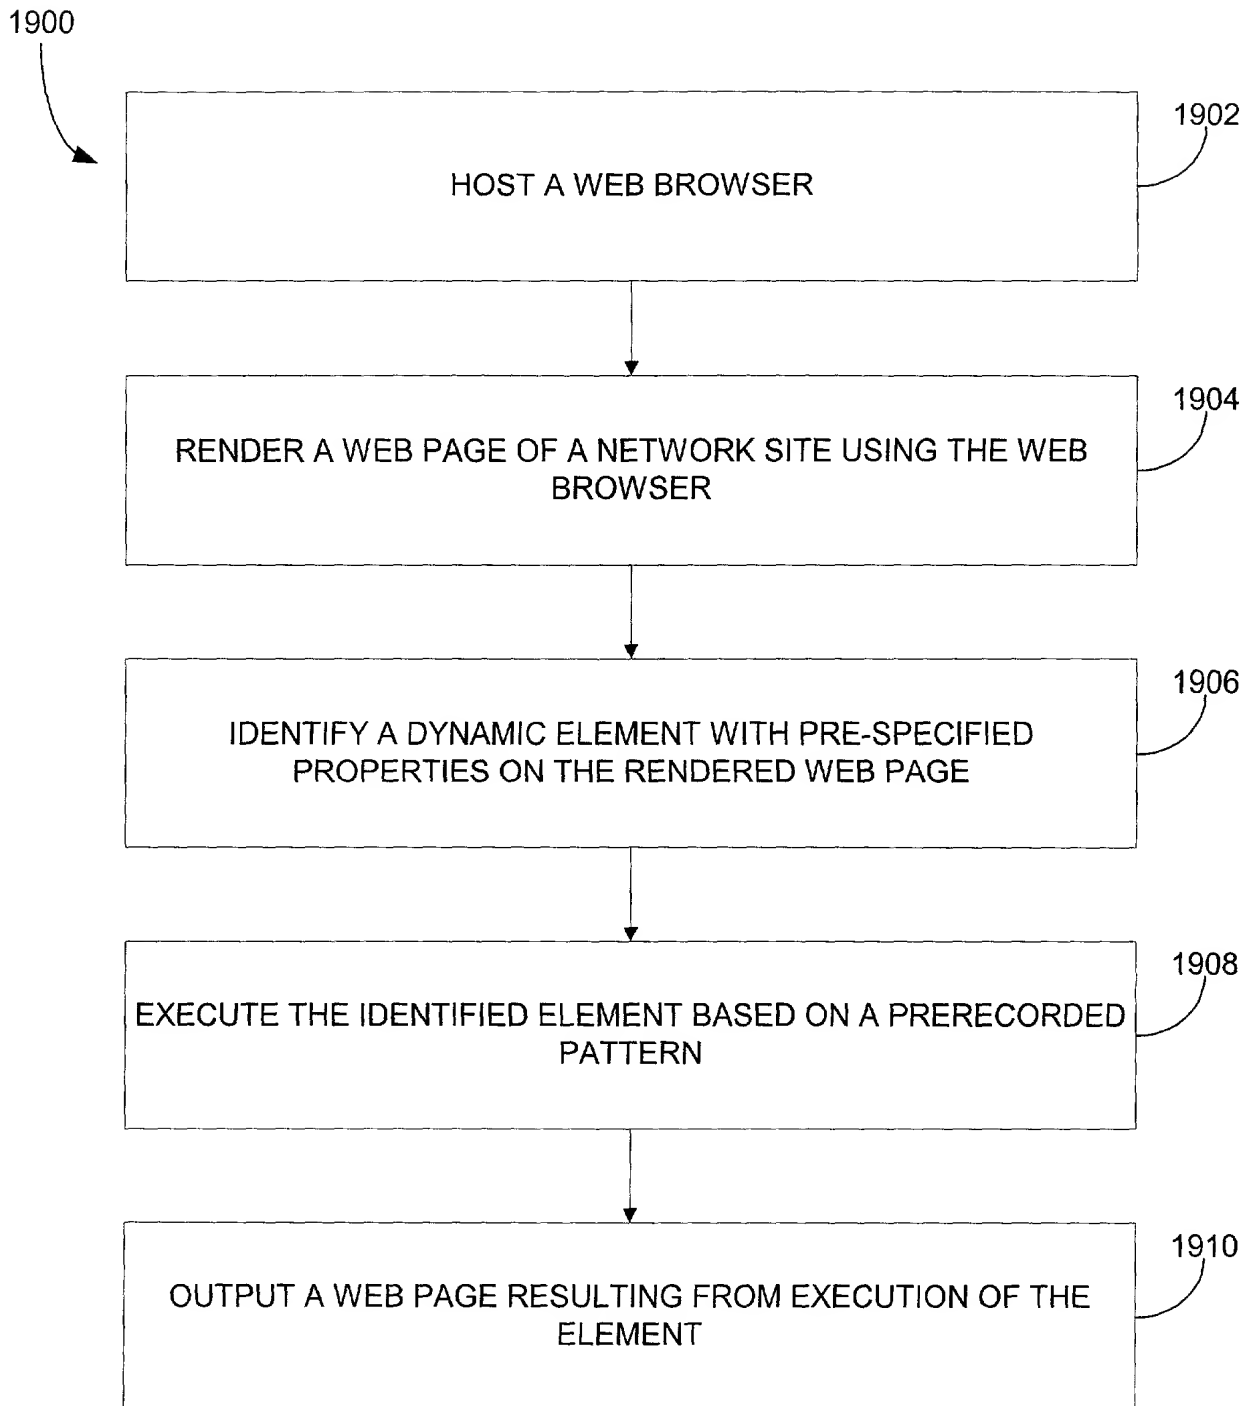 1900
1902
HOST A WEB BROWSER
1904
RENDER A WEB PAGE OF A NETWORK SITE USING THE WEB
BROWSER
1906
IDENTIFY A DYNAMIC ELEMENT WITH PRE-SPECIFIED
PROPERTIES ON THE RENDERED WEB PAGE
1908
EXECUTE THE IDENTIFIED ELEMENT BASED ON A PRERECORDED
PATTERN
1910
OUTPUT A WEB PAGE RESULTING FROM EXECUTION OF THE
ELEMENT